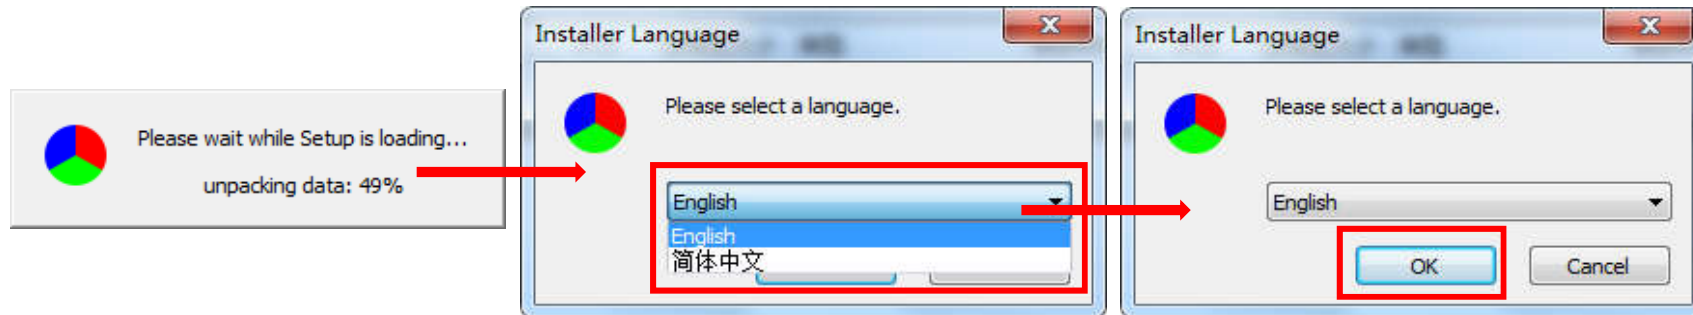 Please wait while Setup is loading...
unpacking data: 49%
Installer Language
Please select a language.
English
English
简体中文
Installer Language
Please select a language.
English
OK
Cancel